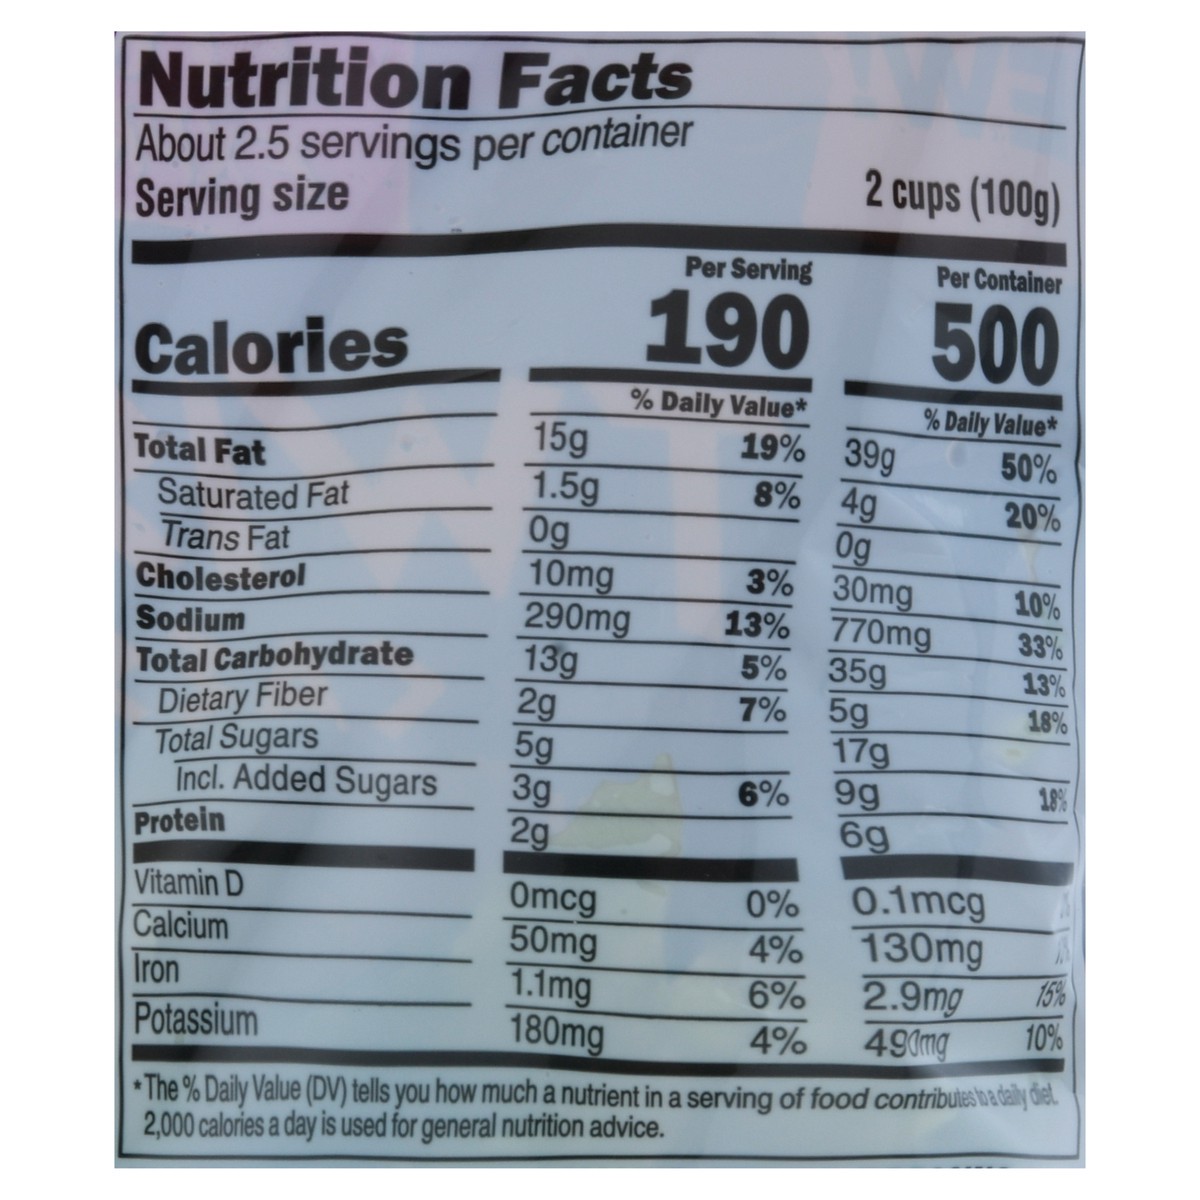 Nutrition Facts
About 2.5 servings per container
Serving size 2 cups (100g)
Per Serving Per Container
Calories 190 500
% Daily Value* % Daily Value*
Total Fat 15g 19% 39g 50%
Saturated Fat 1.5g 8% 4g 20%
Trans Fat 0g 0g
Cholesterol 10mg 3% 30mg 10%
Sodium 290mg 13% 770mg 33%
Total Carbohydrate 13g 5% 35g 13%
Dietary Fiber 2g 7% 5g 18%
Total Sugars 5g 17g
Incl. Added Sugars 3g 6% 9g 18%
Protein 2g 6g
Vitamin D 0mcg 0% 0.1mcg
Calcium 50mg 4% 130mg
Iron 1.1mg 6% 2.9mg 15%
Potassium 180mg 4% 490mg 10%
*The % Daily Value (DV) tells you how much a nutrient in a serving of food contributes to a daily diet.
2,000 calories a day is used for general nutrition advice.